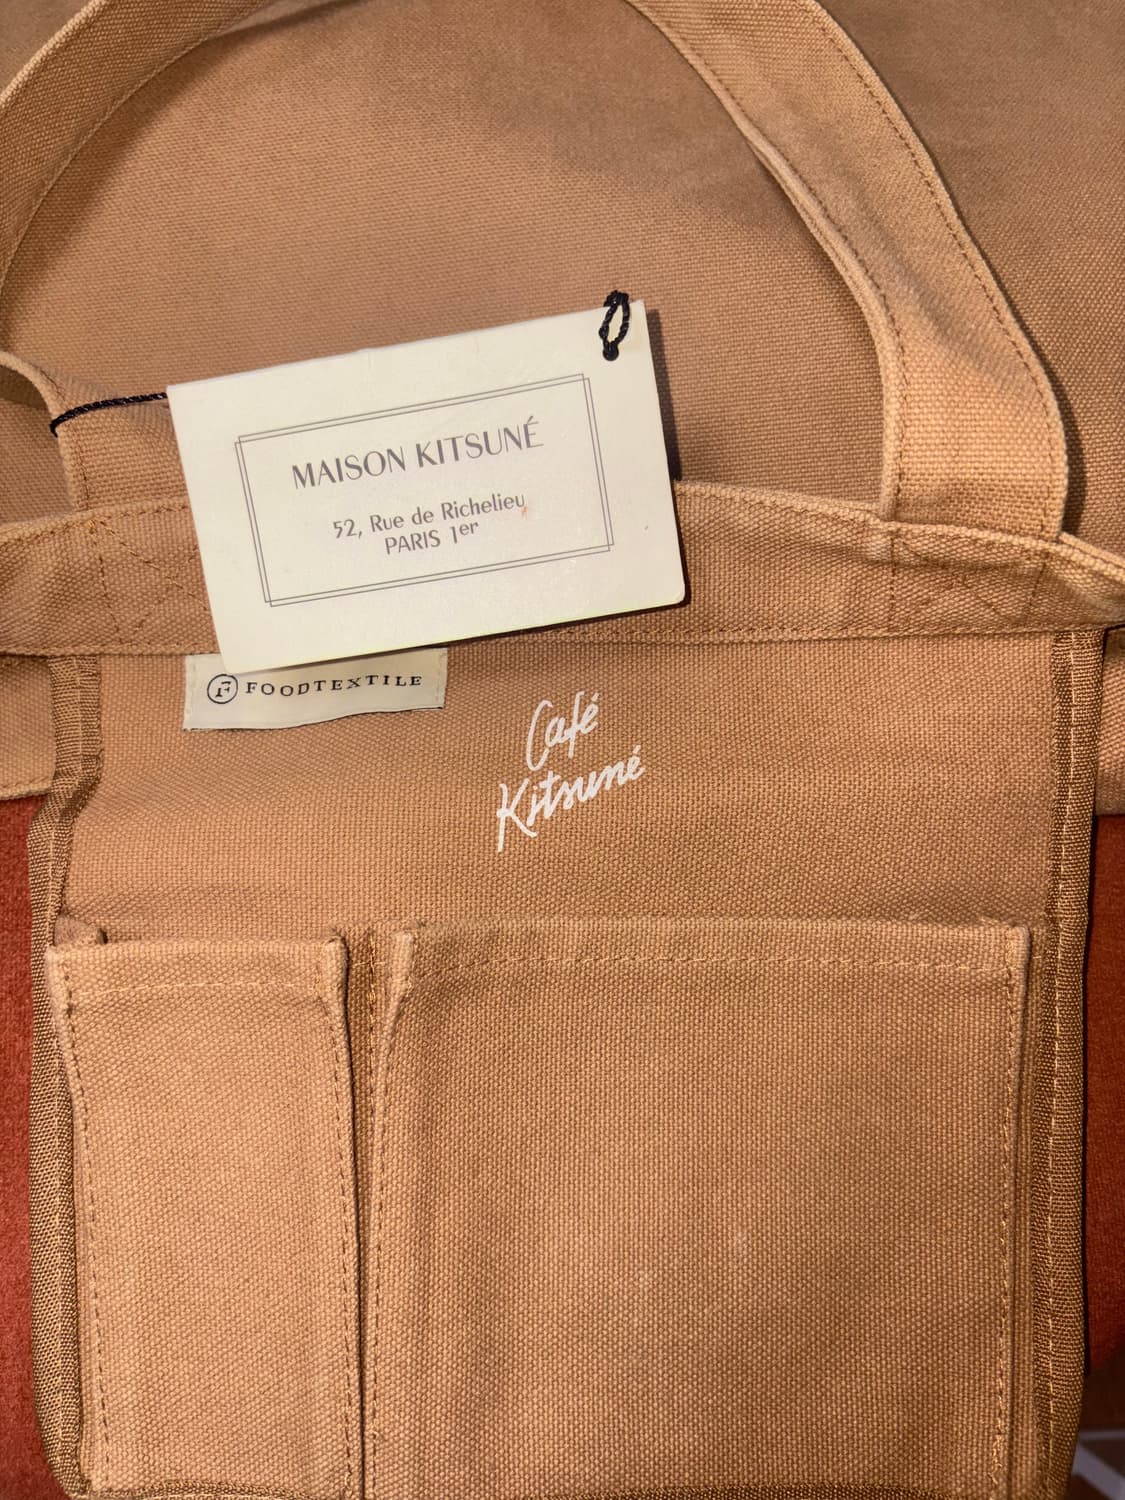 MAISON KITSUNÉ
52, Rue de Richelieu
PARIS 1er
F FOODTEXTILE
Café
Kitsuné